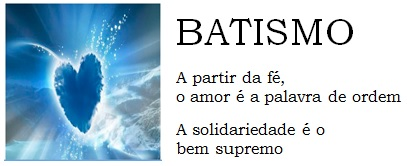 BATISMO
A partir da fé,
o amor é a palavra de ordem
A solidariedade é o
bem supremo